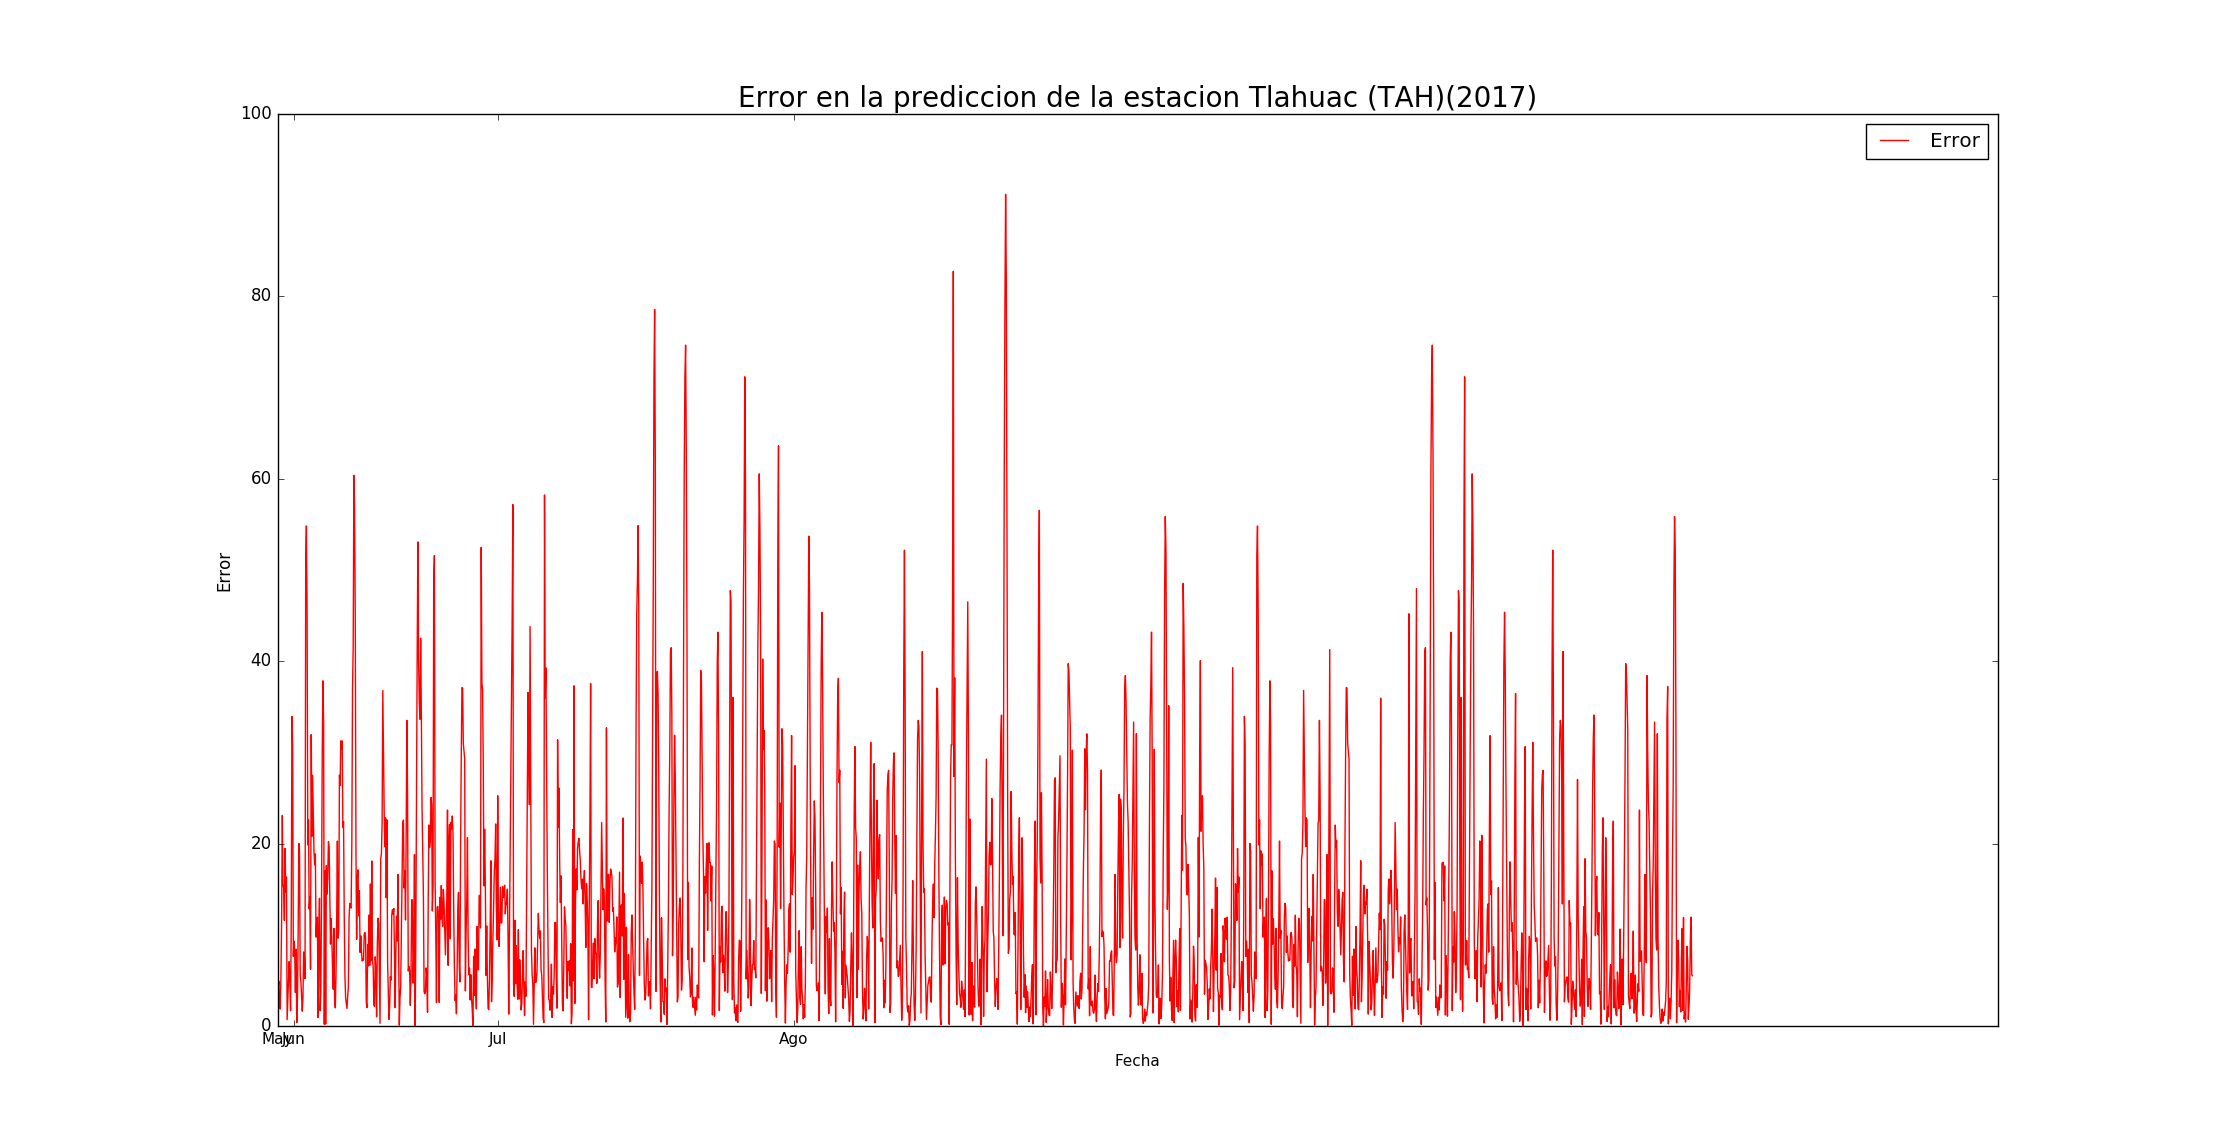 Error en la prediccion de la estacion Tlahuac (TAH)(2017)
100
Error
80
60
Error
40
20
0
Jun
Jul
Ago
Fecha